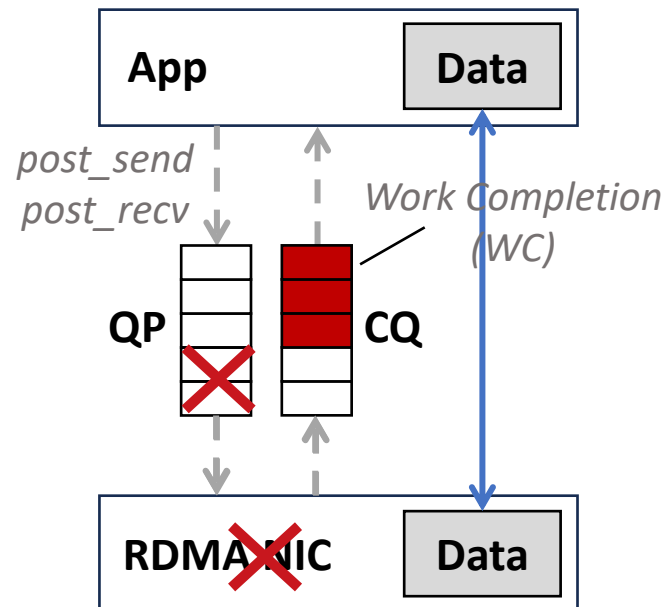 App
Data
post_send
post_recv
Work Completion
(WC)
QP
CQ
RDMA NIC
Data